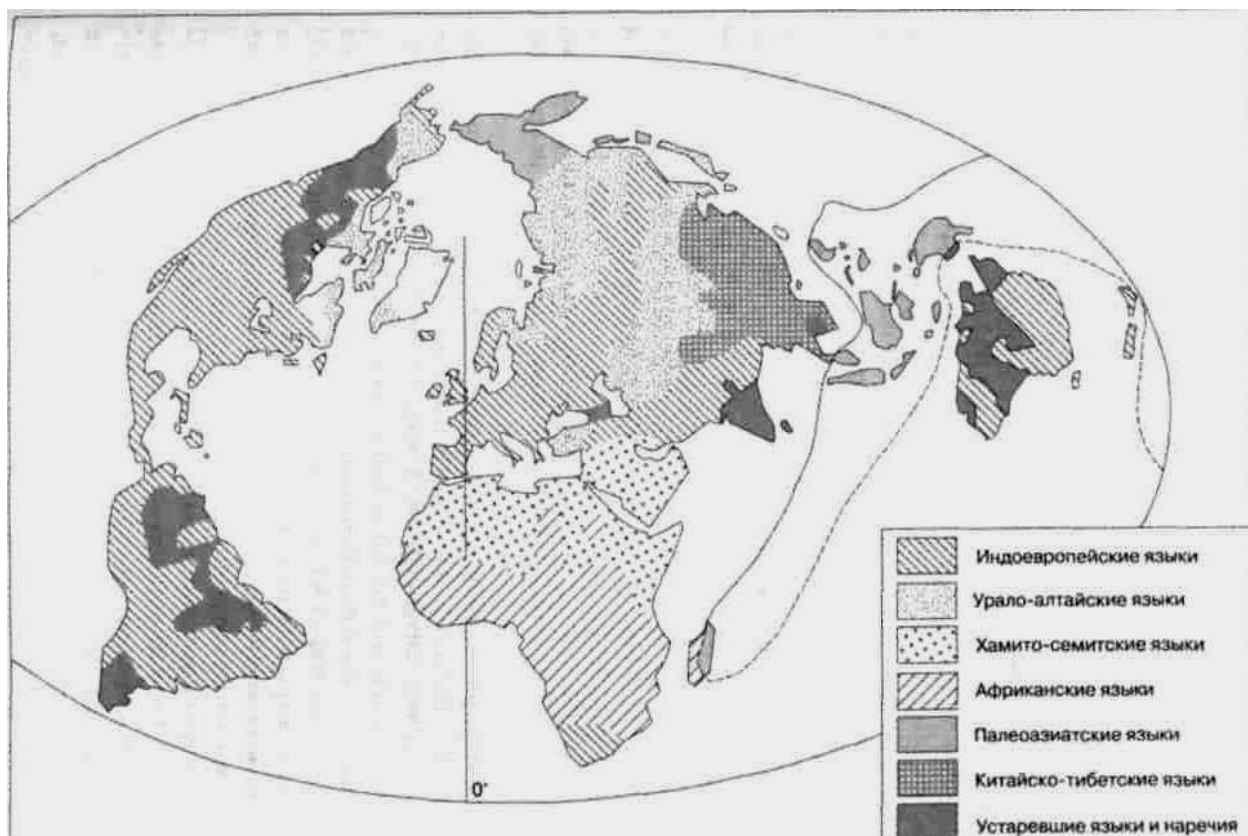 0°
Индоевропейские языки
Урало-алтайские языки
Хамито-семитские языки
Африканские языки
Палеоазиатские языки
Китайско-тибетские языки
Устаревшие языки и наречия